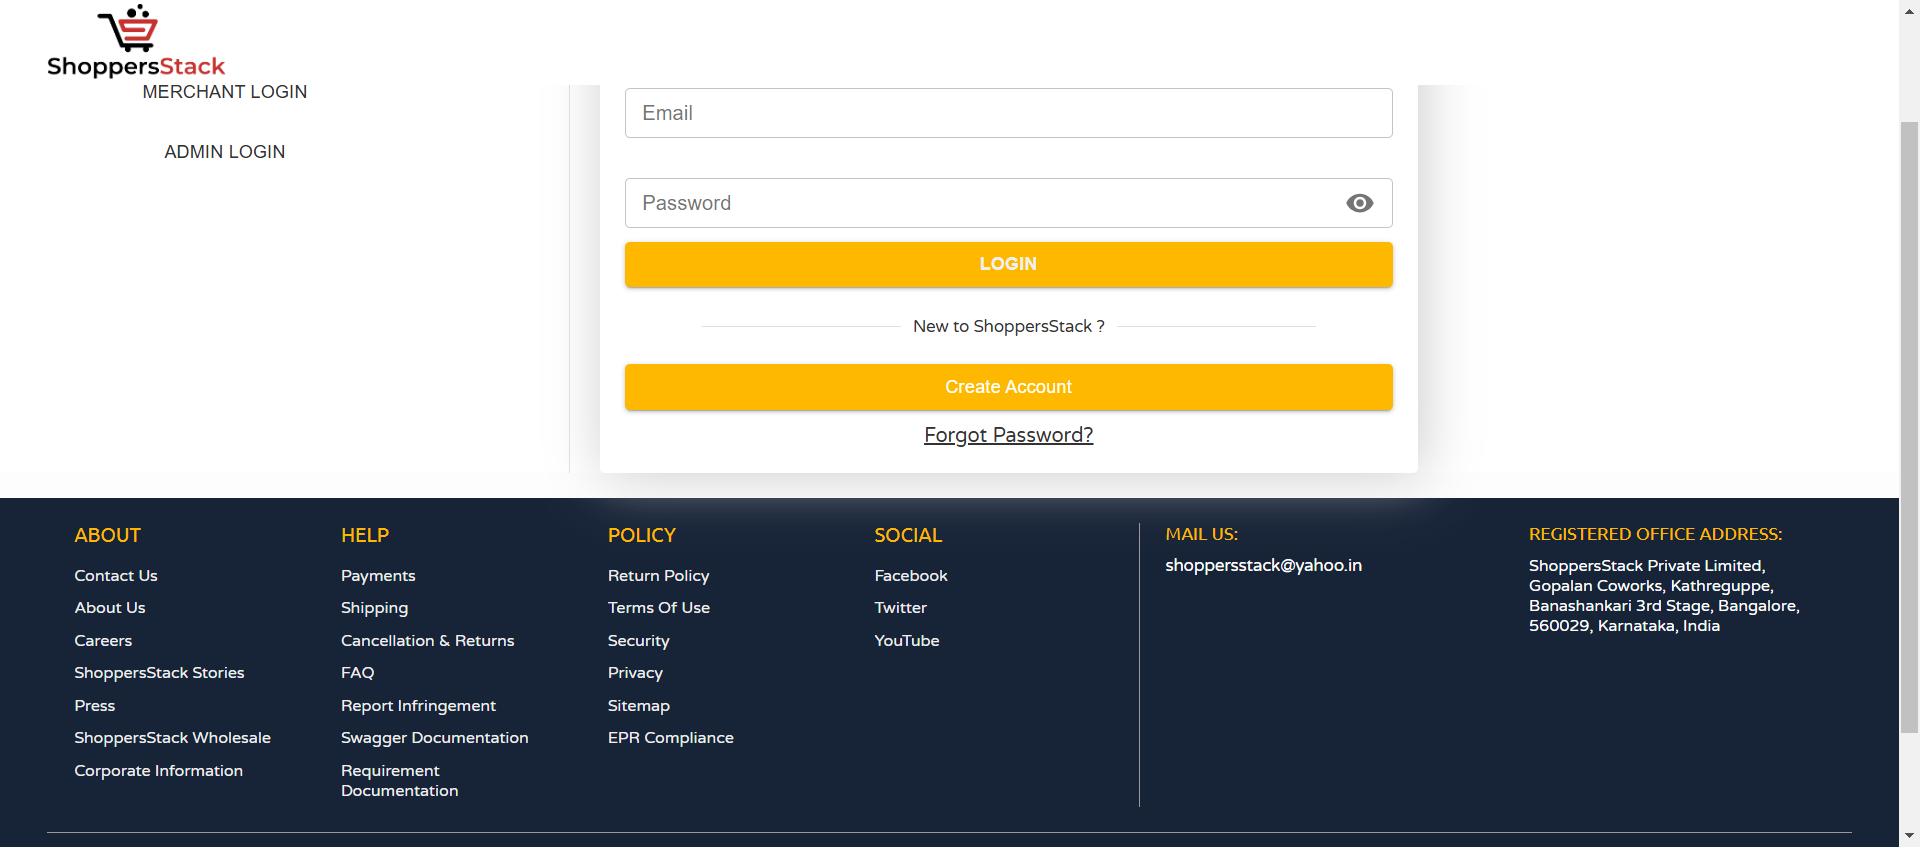 ShoppersStack
MERCHANT LOGIN
ADMIN LOGIN
Email
Password
LOGIN
New to ShoppersStack ?
Create Account
Forgot Password?
ABOUT
Contact Us
About Us
Careers
ShoppersStack Stories
Press
ShoppersStack Wholesale
Corporate Information
HELP
Payments
Shipping
Cancellation & Returns
FAQ
Report Infringement
Swagger Documentation
Requirement
Documentation
POLICY
Return Policy
Terms Of Use
Security
Privacy
Sitemap
EPR Compliance
SOCIAL
Facebook
Twitter
YouTube
MAIL US:
shoppersstack@yahoo.in
REGISTERED OFFICE ADDRESS:
ShoppersStack Private Limited,
Gopalan Coworks, Kathreguppe,
Banashankari 3rd Stage, Bangalore,
560029, Karnataka, India